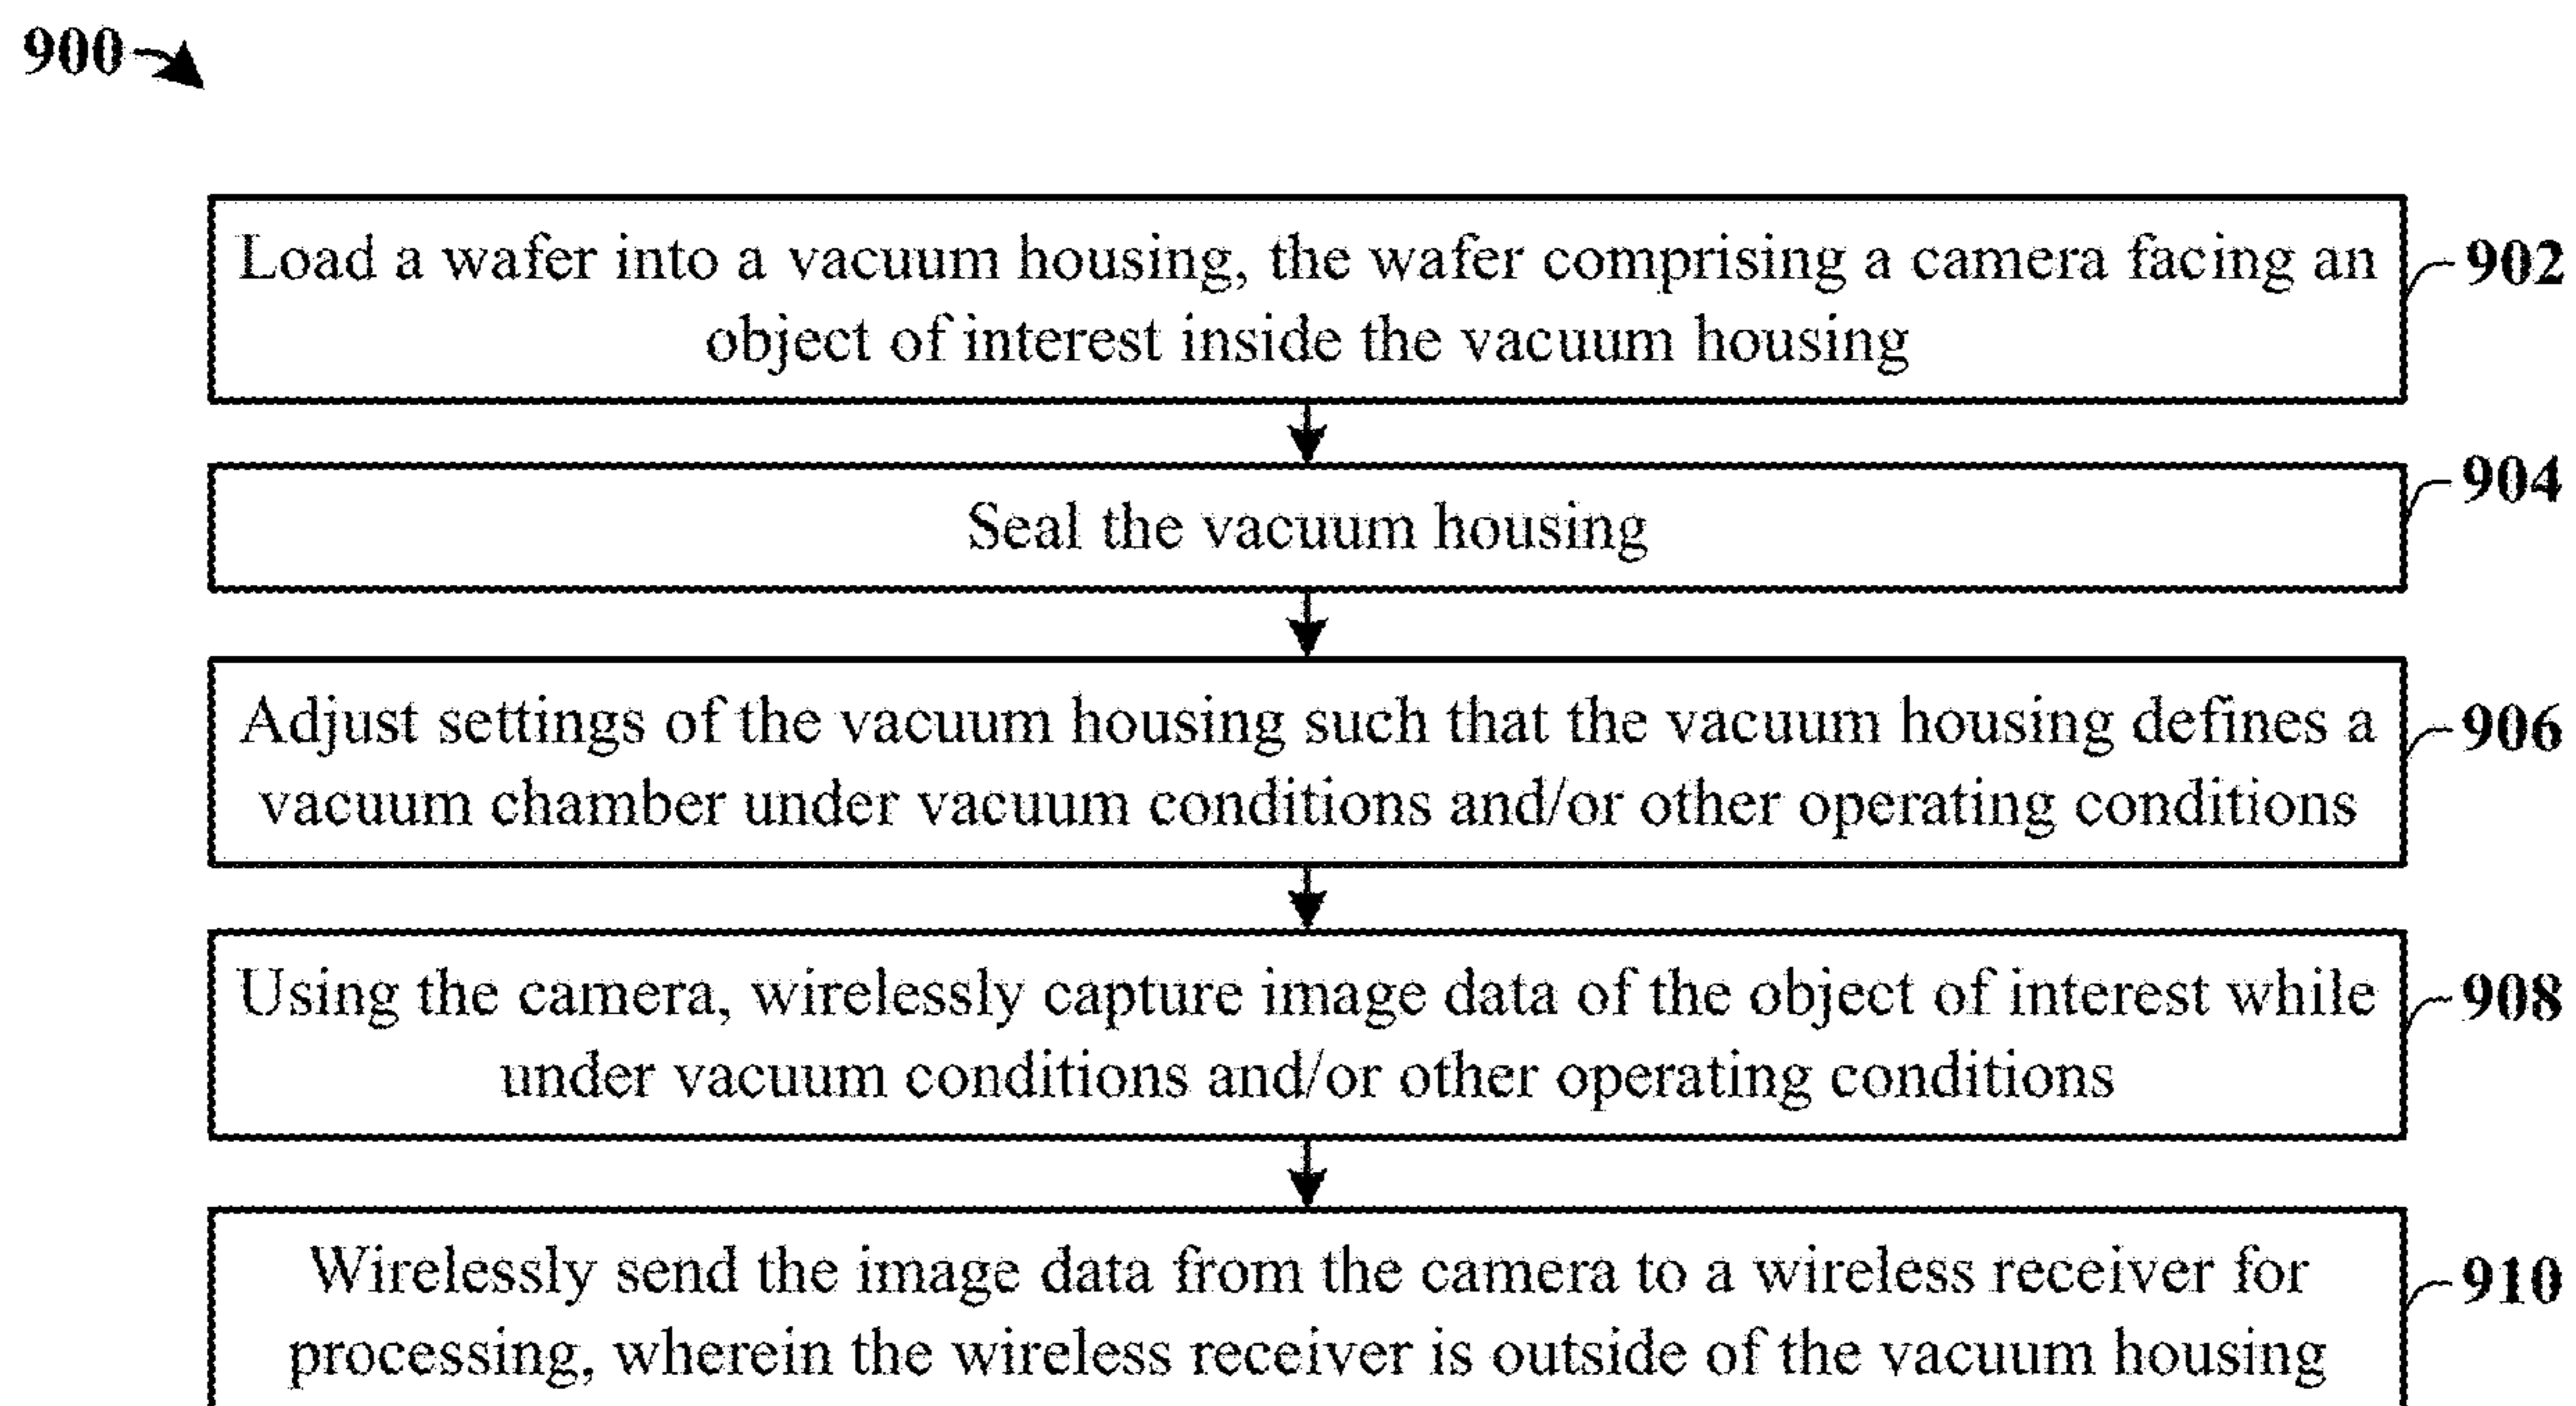 900
Load a wafer into a vacuum housing, the wafer comprising a camera facing an
object of interest inside the vacuum housing
902
Seal the vacuum housing
904
Adjust settings of the vacuum housing such that the vacuum housing defines a
vacuum chamber under vacuum conditions and/or other operating conditions
906
Using the camera, wirelessly capture image data of the object of interest while
under vacuum conditions and/or other operating conditions
908
Wirelessly send the image data from the camera to a wireless receiver for
processing, wherein the wireless receiver is outside of the vacuum housing
910